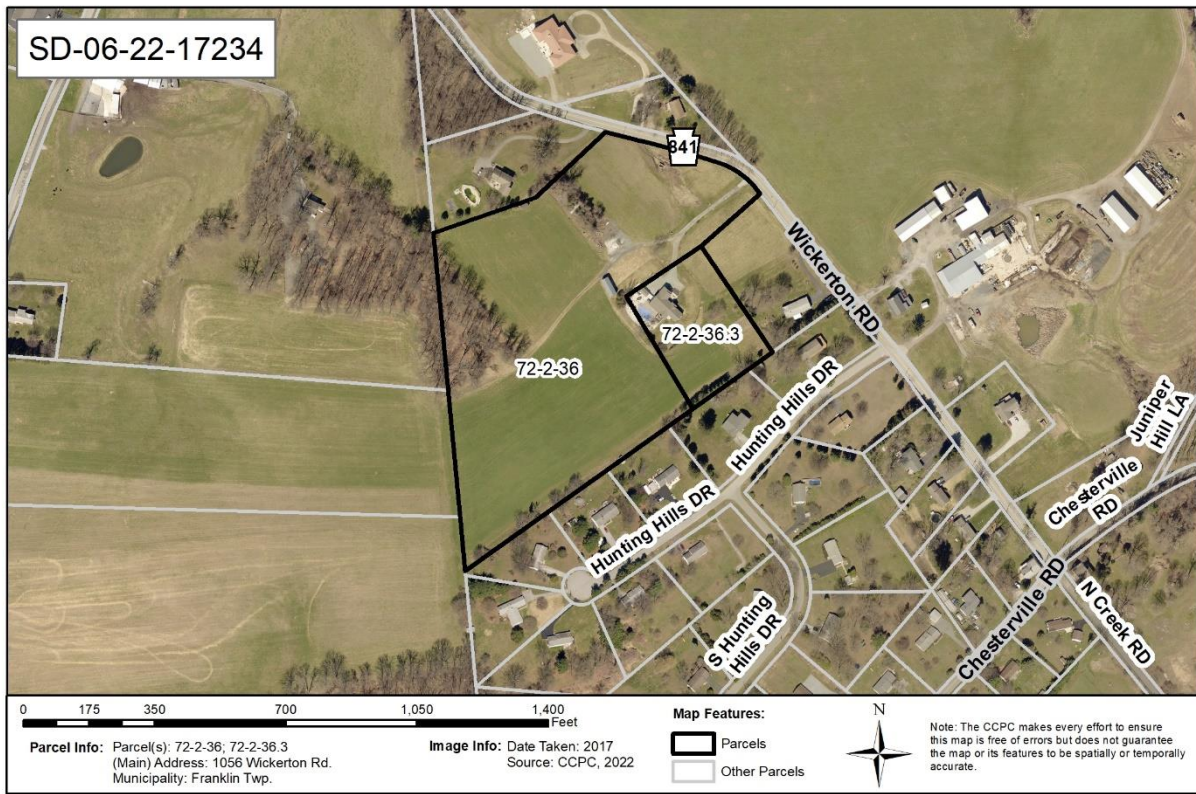 SD-06-22-17234
841
Wickerton RD
72-2-36.3
72-2-36
Hunting Hills DR
Juniper
Hill LA
Chesterville
RD
Hunting Hills DR
S Hunting
Hills DR
Chesterville RD
N Creek RD
0 175 350 700 1,050 1,400
Feet
Parcel Info: Parcel(s): 72-2-36; 72-2-36.3
(Main) Address: 1056 Wickerton Rd.
Municipality: Franklin Twp.
Image Info: Date Taken: 2017
Source: CCPC, 2022
Map Features:
Parcels
Other Parcels
N
Note: The CCPC makes every effort to ensure
this map is free of errors but does not guarantee
the map or its features to be spatially or temporally
accurate.